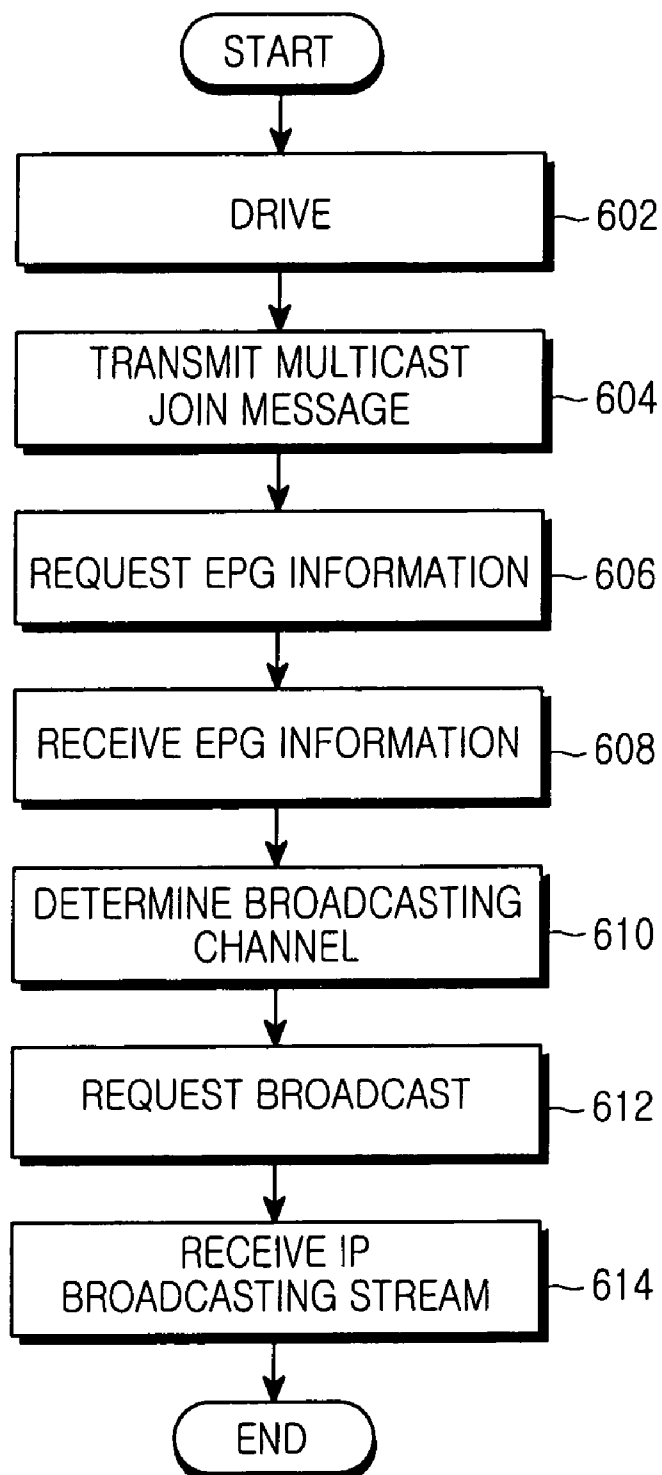 START
DRIVE
602
TRANSMIT MULTICAST
JOIN MESSAGE
604
REQUEST EPG INFORMATION
606
RECEIVE EPG INFORMATION
608
DETERMINE BROADCASTING
CHANNEL
610
REQUEST BROADCAST
612
RECEIVE IP
BROADCASTING STREAM
614
END